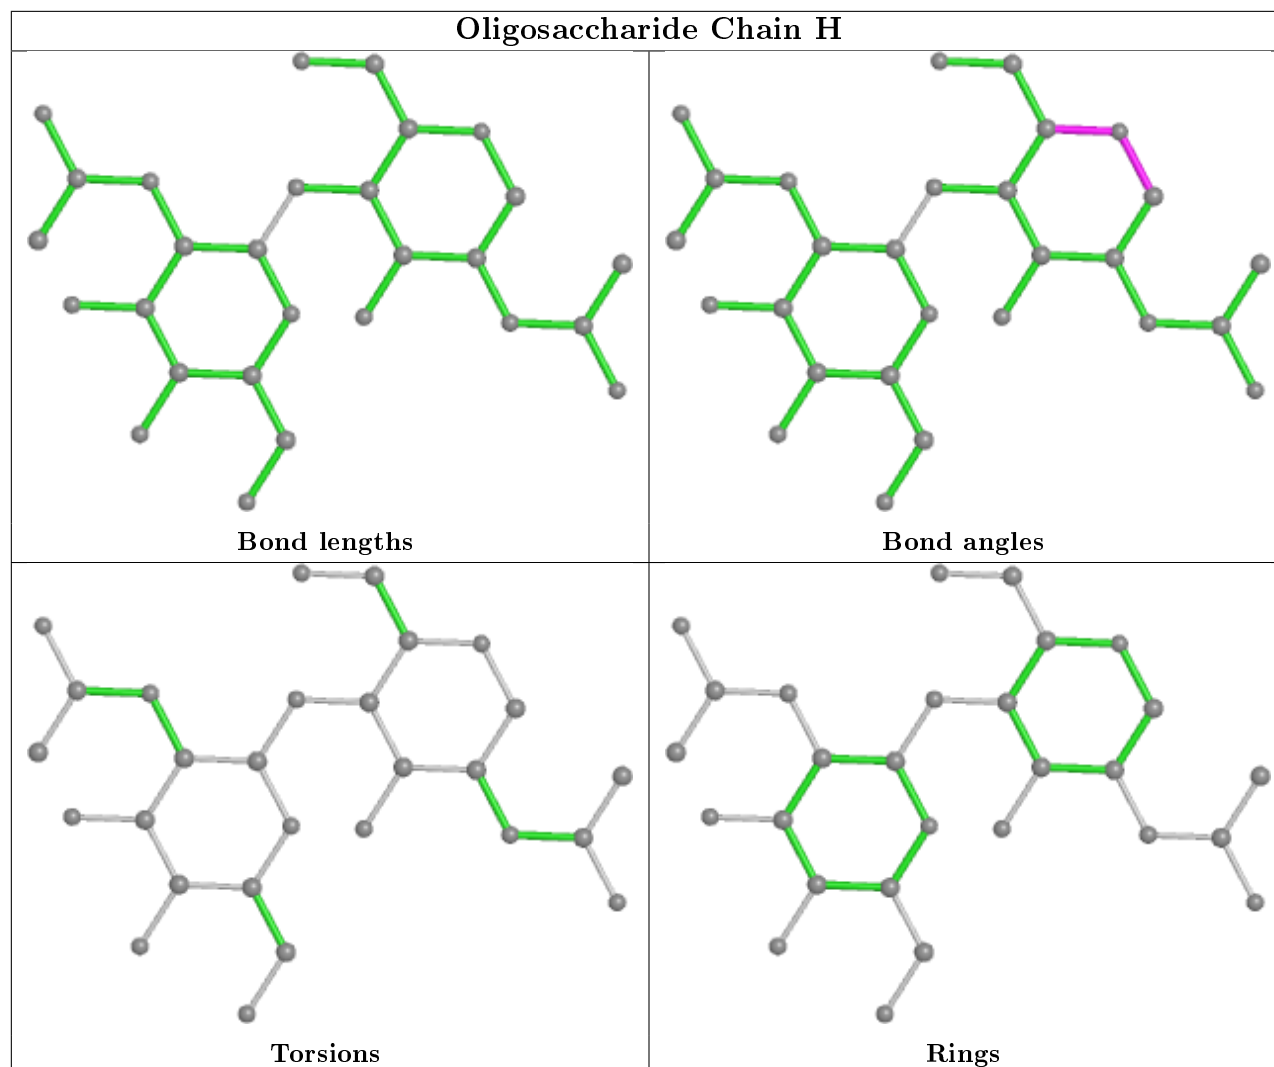 Oligosaccharide Chain H
Bond lengths
Bond angles
Torsions
Rings